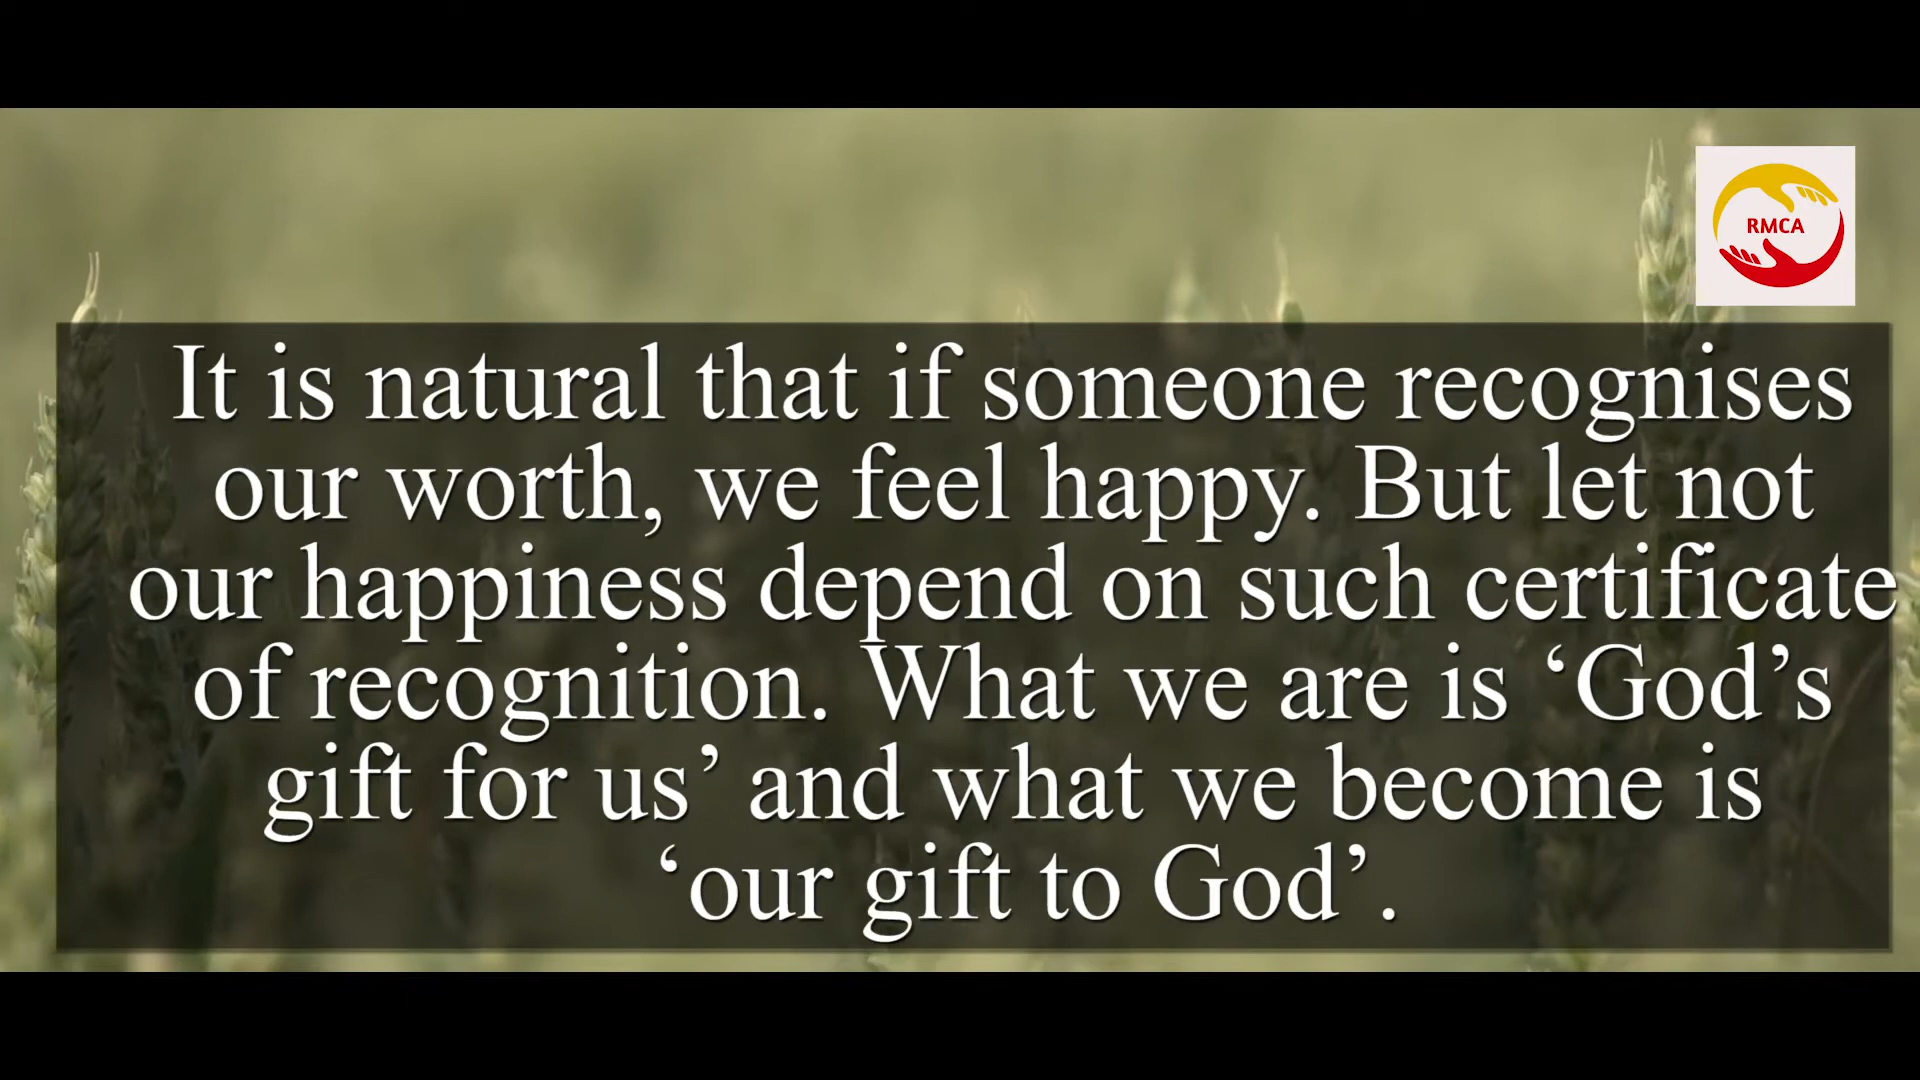 RMCA
It is natural that if someone recognises
our worth, we feel happy. But let not
our happiness depend on such certificate
of recognition. What we are is ‘God’s
gift for us’ and what we become is
‘our gift to God’.